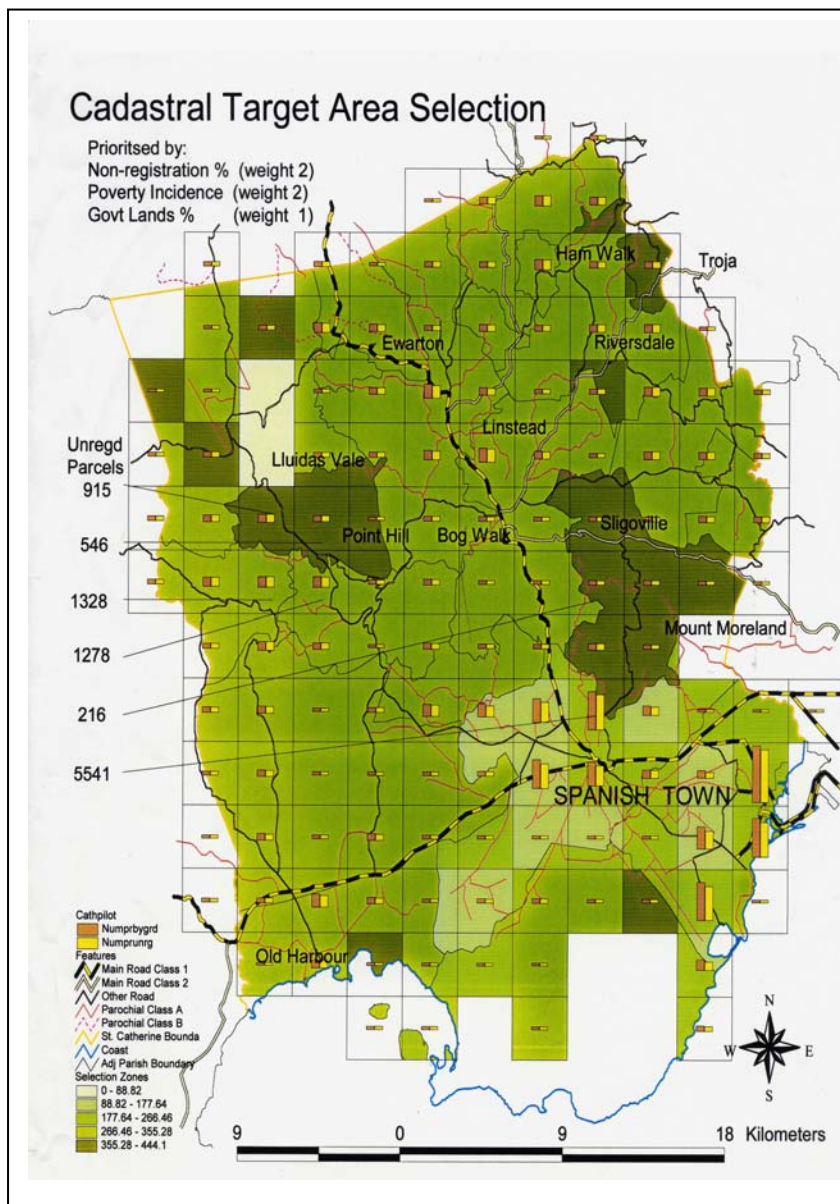 Cadastral Target Area Selection
Prioritised by:
Non-registration % (weight 2)
Poverty Incidence (weight 2)
Govt Lands % (weight 1)
Ham Walk
Troja
Ewarton
Riversdale
Linstead
Unregd
Parcels
Lluidas Vale
915
Point Hill
Bog Walk
Sligoville
546
1328
Mount Moreland
1278
216
5541
SPANISH TOWN
Old Harbour
Cathpilot
Numprbygrd
Numprunrg
Features
Main Road Class 1
Main Road Class 2
Other Road
Parochial Class A
Parochial Class B
St. Catherine Bounda
Coast
Adj Parish Boundary
Selection Zones
0 - 88.82
88.82 - 177.64
177.64 - 266.46
266.46 - 355.28
355.28 - 444.1
N
W
E
S
9 0 9 18 Kilometers